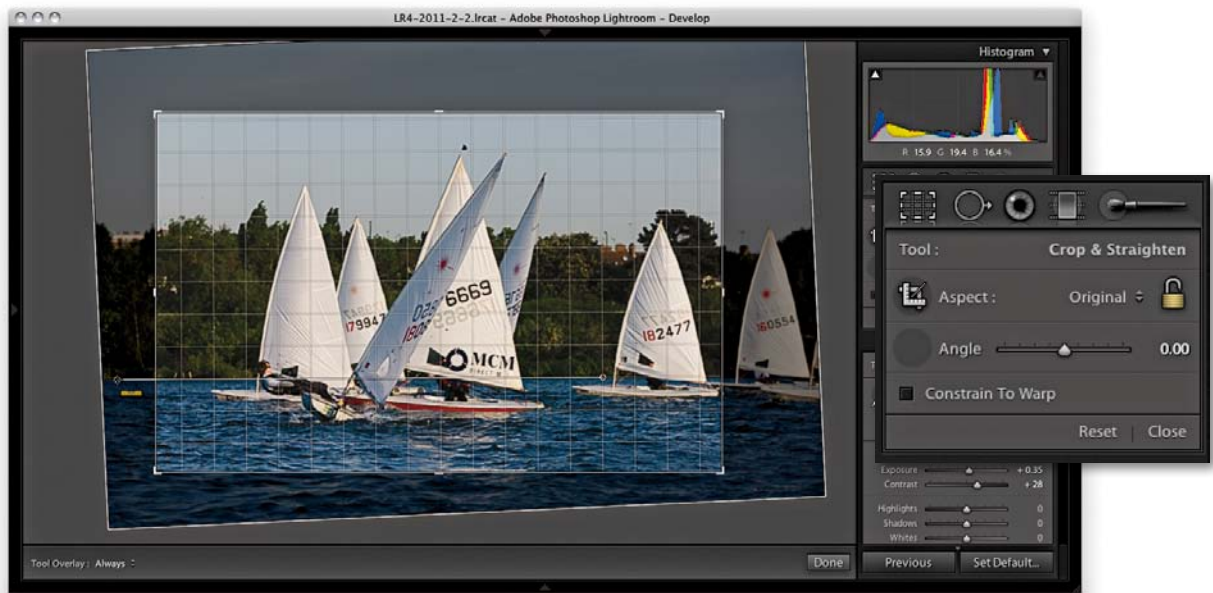 LR4-2011-2-2.lrcat - Adobe Photoshop Lightroom - Develop
Histogram
R 15.9 G 19.4 B 16.4 %
Tool : Crop & Straighten
Aspect : Original
Angle 0.00
Constrain To Warp
Reset Close
6669
179947
182477
160554
MCM
DIRECT
Exposure + 0.35
Contrast + 28
Highlights 0
Shadows 0
Whites 0
Tool Overlay : Always
Done
Previous Set Default...